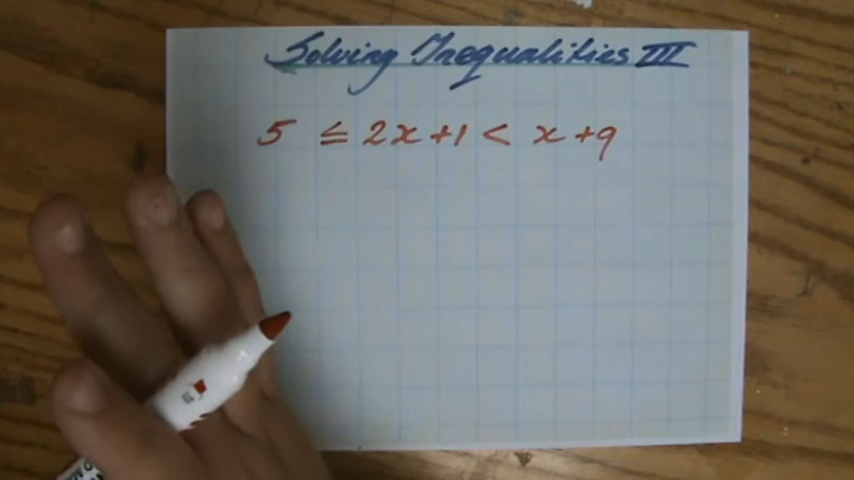 Solving Inequalities III
5 ≤ 2x+1 < x+9